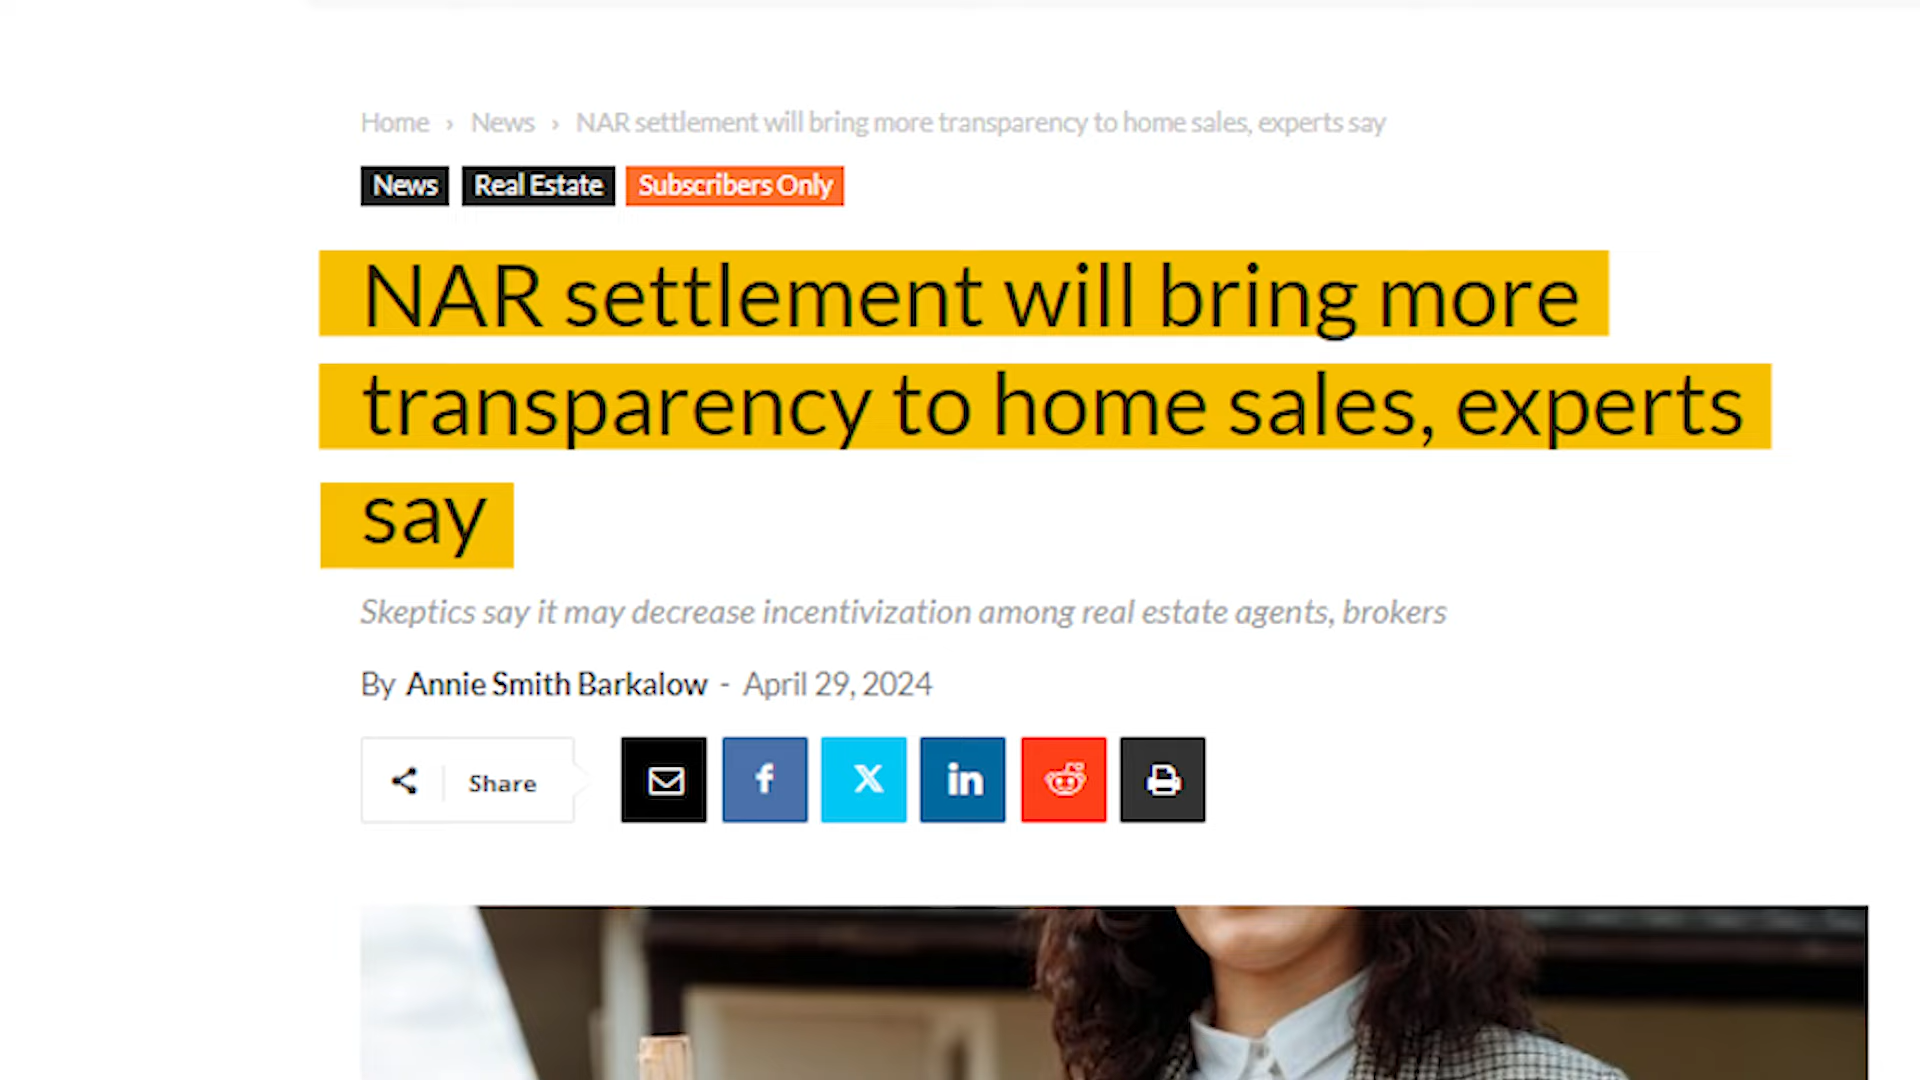 Home › News › NAR settlement will bring more transparency to home sales, experts say
News Real Estate Subscribers Only
NAR settlement will bring more
transparency to home sales, experts
say
Skeptics say it may decrease incentivization among real estate agents, brokers
By Annie Smith Barkalow - April 29, 2024
Share